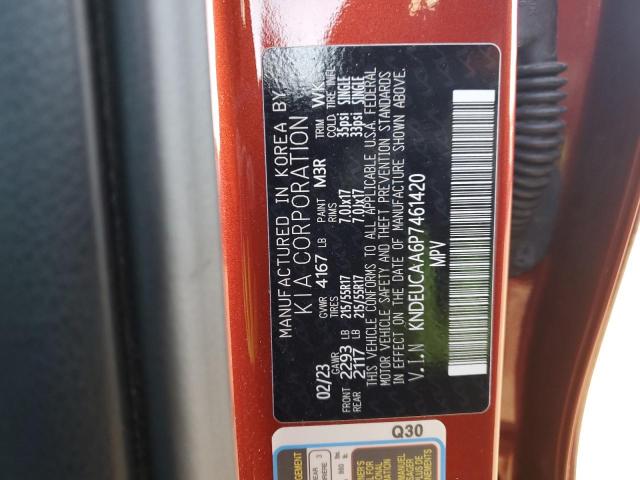 MANUFACTURED IN KOREA BY
KIA CORPORATION
02/23 GVWR 4167 LB PAINT M3R TRIM WK
GAWR TIRES RIMS COLD TIRE INFL
FRONT 2293 LB 215/55R17 7.0Jx17 35psi SINGLE
REAR 2117 LB 215/55R17 7.0Jx17 33psi SINGLE
THIS VEHICLE CONFORMS TO ALL APPLICABLE U.S.A. FEDERAL
MOTOR VEHICLE SAFETY AND THEFT PREVENTION STANDARDS
IN EFFECT ON THE DATE OF MANUFACTURE SHOWN ABOVE.
V.I.N KNDEUCAA6P7461420
MPV
Q30